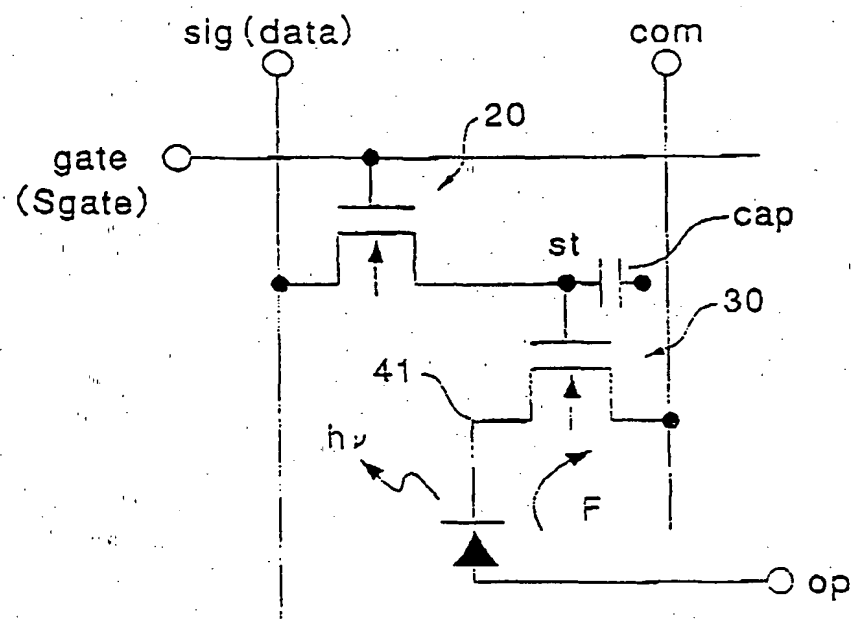 sig (data)
com
20
gate
(Sgate)
cap
st
30
41
hν
F
op